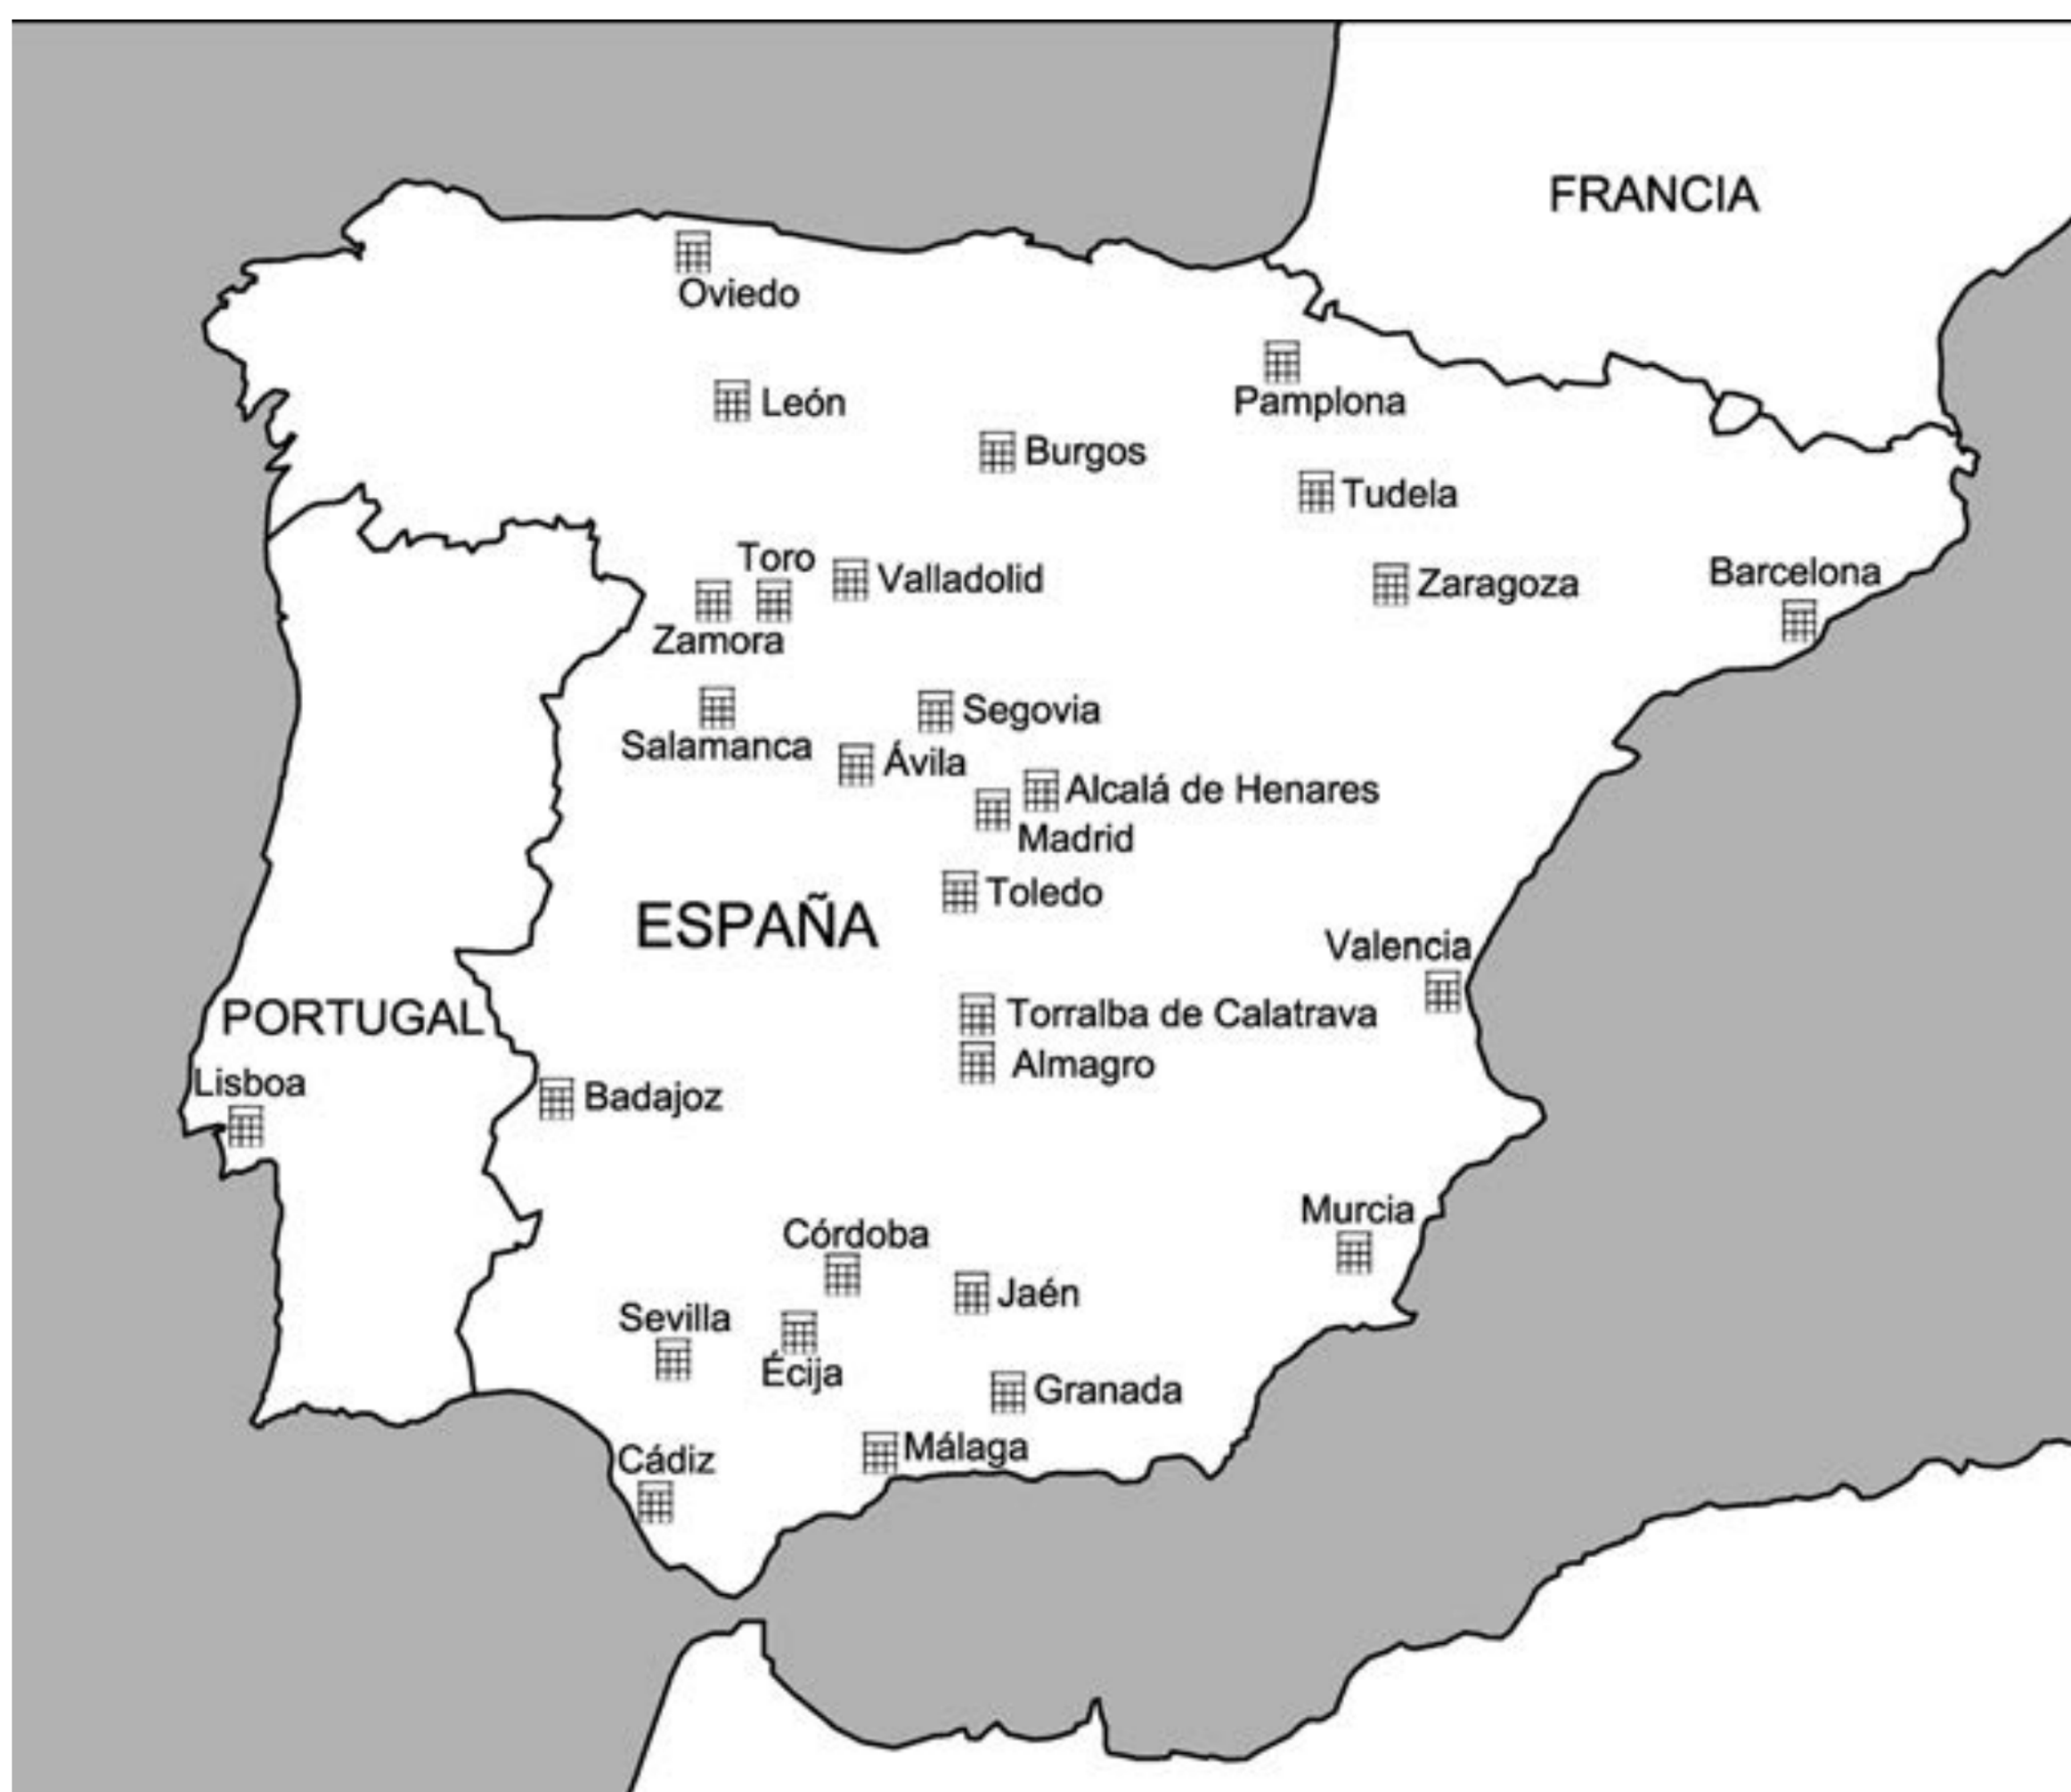 FRANCIA
Oviedo
Pamplona
León
Burgos
Tudela
Toro
Valladolid
Zaragoza
Barcelona
Zamora
Segovia
Salamanca
Ávila
Alcalá de Henares
Madrid
Toledo
ESPAÑA
Valencia
PORTUGAL
Torralba de Calatrava
Almagro
Lisboa
Badajoz
Murcia
Córdoba
Jaén
Sevilla
Écija
Granada
Málaga
Cádiz